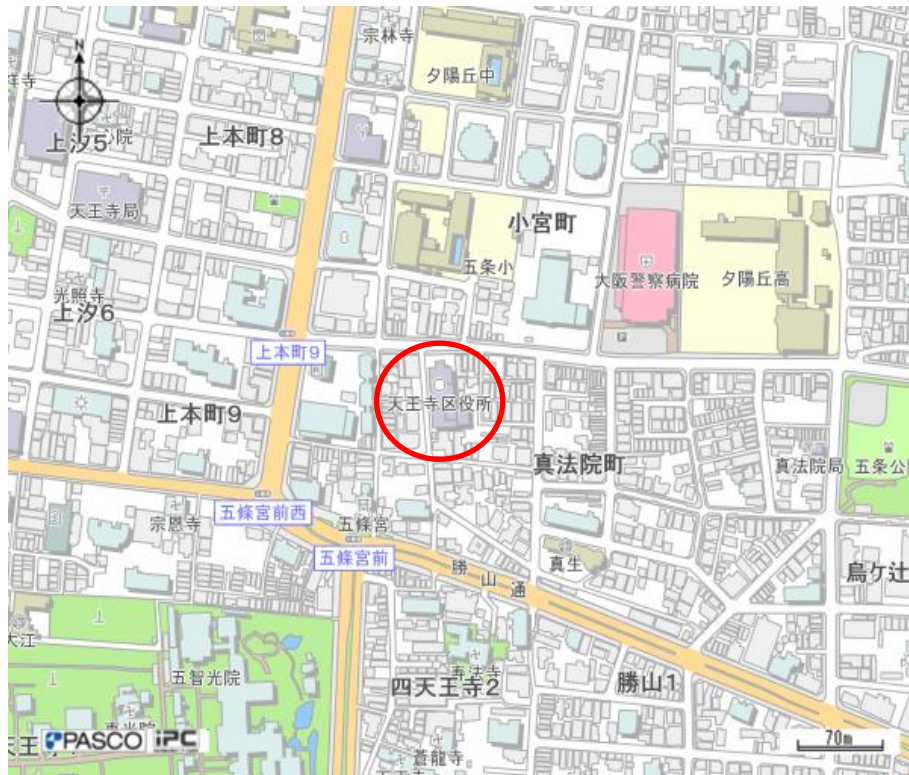 宗林寺
夕陽丘中
N
上汐5
上本町8
天王寺局
小宮町
五条小
大阪警察病院
夕陽丘高
光照寺
上汐6
上本町9
天王寺区役所
上本町9
真法院町
真法院局
五条公
五條宮前西
宗恩寺
五條宮
五條宮前
勝山通
真生
烏ケ辻
大江
五智光院
四天王寺2
勝山1
蒼龍寺
PASCO iPC
70m